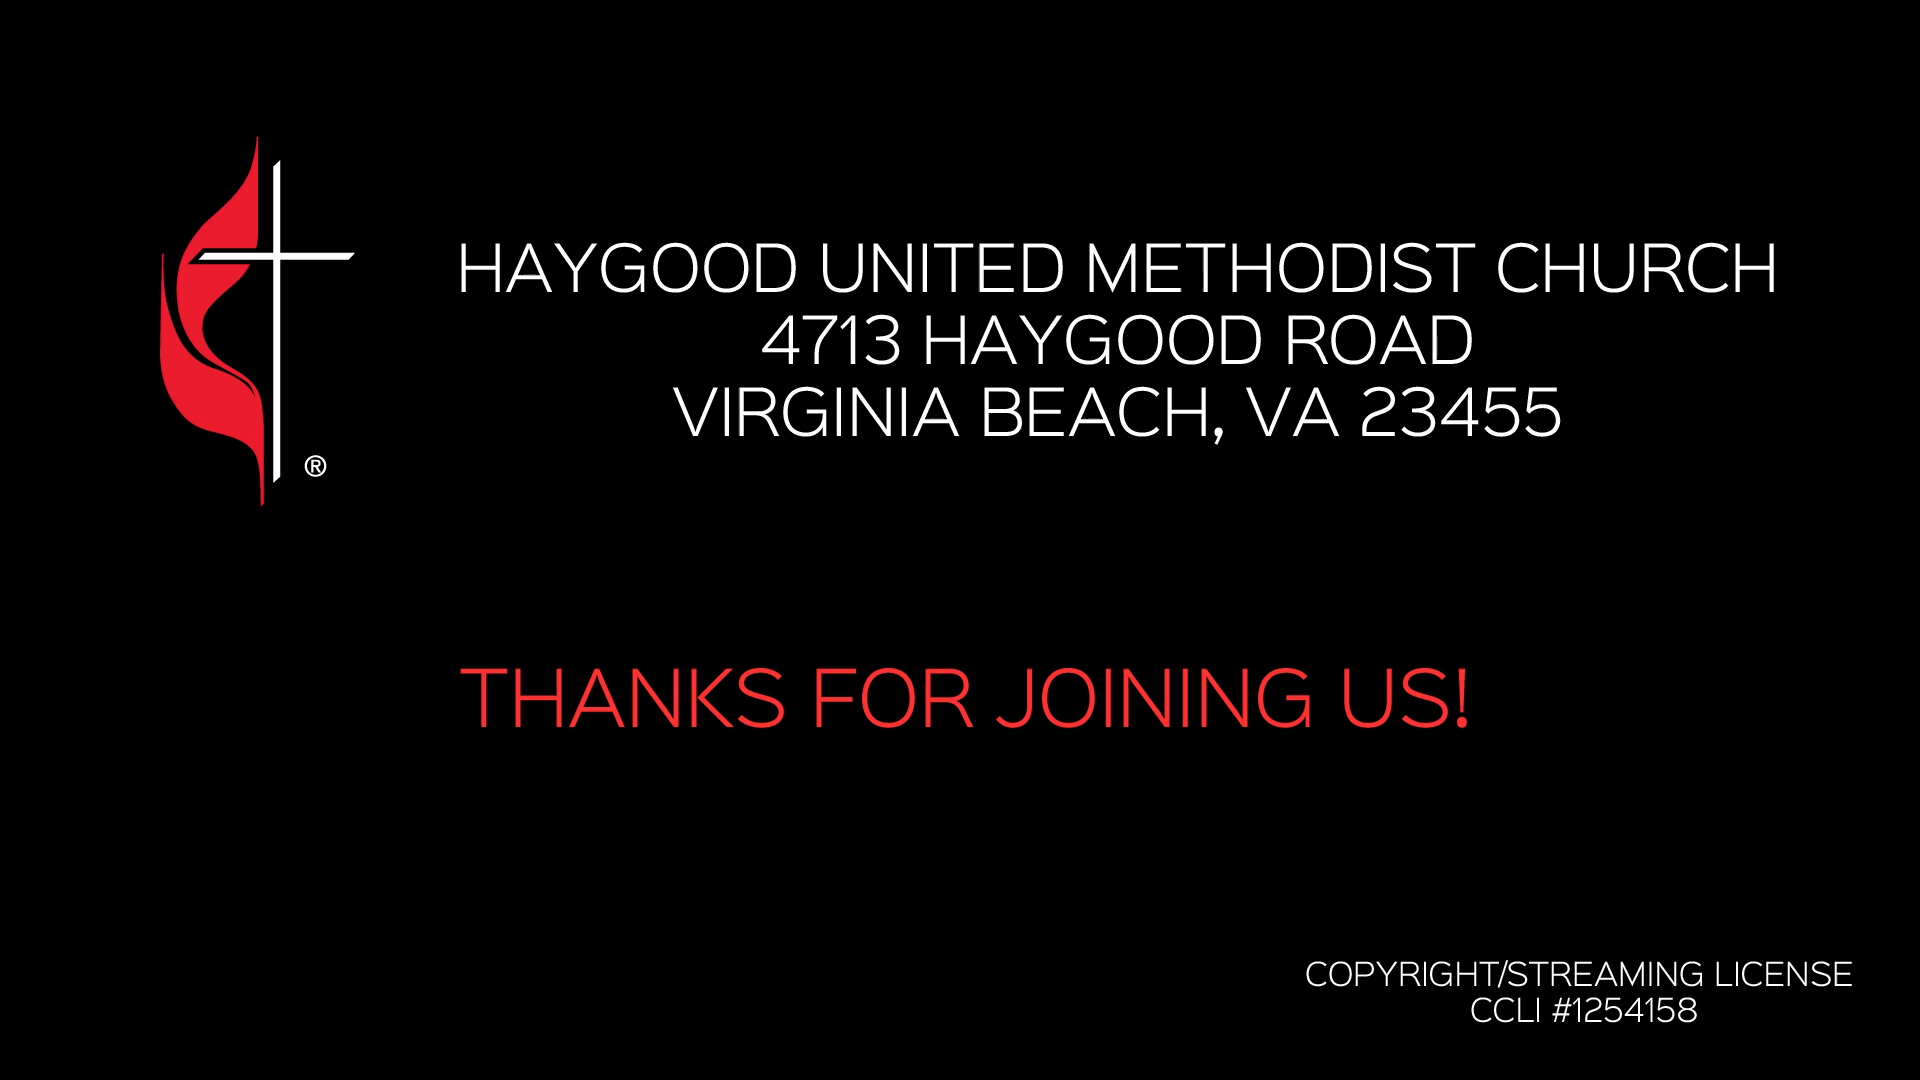 HAYGOOD UNITED METHODIST CHURCH
4713 HAYGOOD ROAD
VIRGINIA BEACH, VA 23455
®
THANKS FOR JOINING US!
COPYRIGHT/STREAMING LICENSE
CCLI #1254158